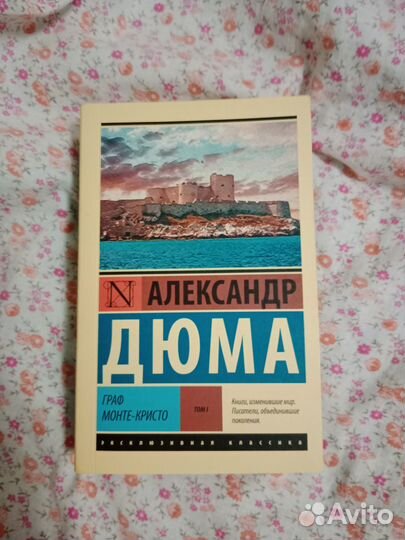 N
АЛЕКСАНДР
ДЮМА
ГРАФ
МОНТЕ-КРИСТО
ТОМ I
Книги, изменившие мир.
Писатели, объединившие
поколения.
ЭКСКЛЮЗИВНАЯ КЛАССИКА
Avito